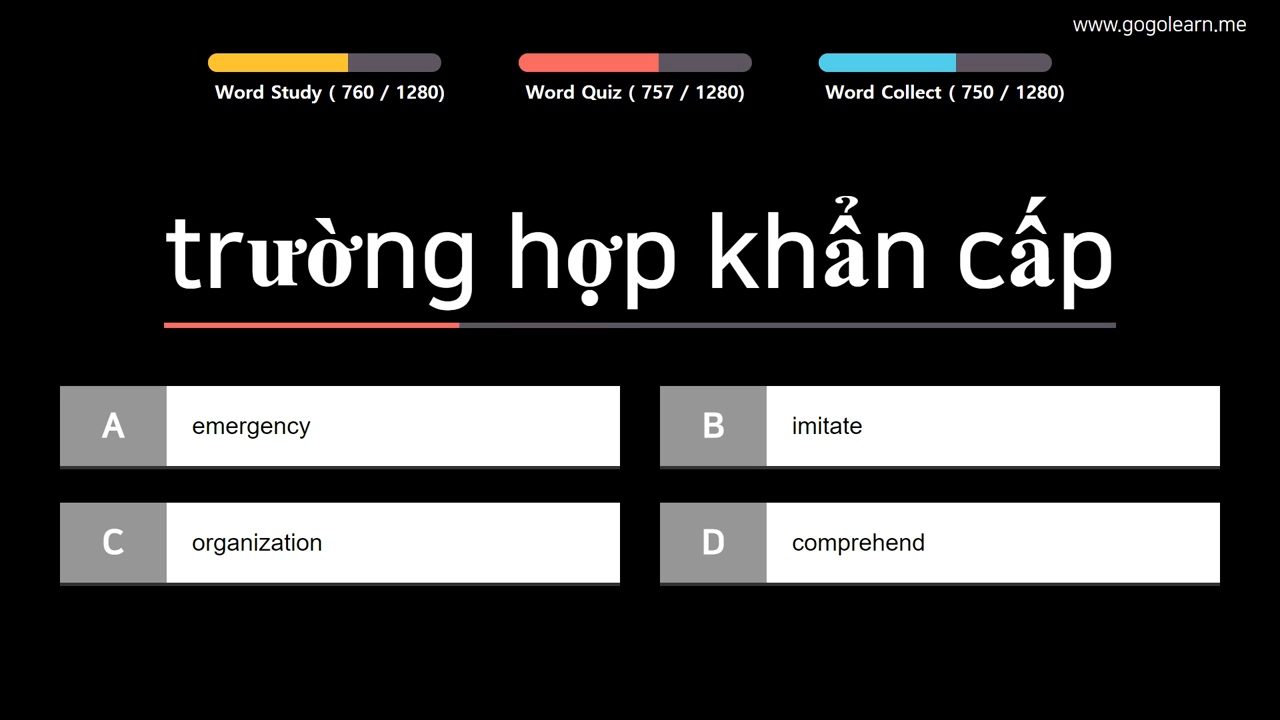 www.gogolearn.me
Word Study ( 760 / 1280)
Word Quiz ( 757 / 1280)
Word Collect ( 750 / 1280)
trường hợp khẩn cấp
A emergency
B imitate
C organization
D comprehend